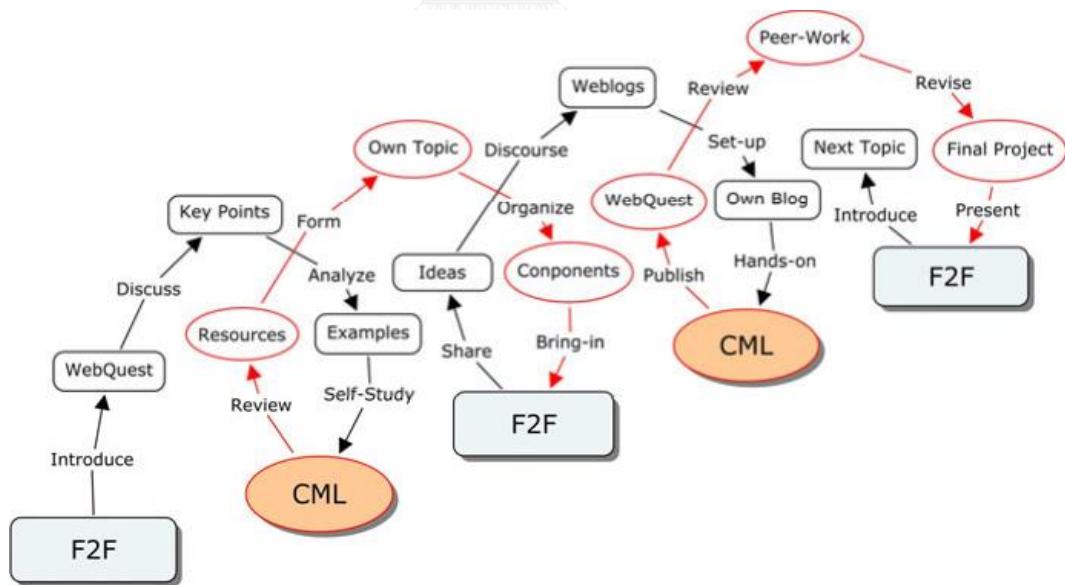 Peer-Work
Review
Revise
Weblogs
Own Topic
Discourse
Set-up
Next Topic
Final Project
Key Points
Form
Organize
WebQuest
Own Blog
Introduce
Present
Analyze
Ideas
Conponents
Publish
Hands-on
F2F
Discuss
Resources
Examples
Share
Bring-in
CML
WebQuest
Review
Self-Study
F2F
Introduce
CML
F2F